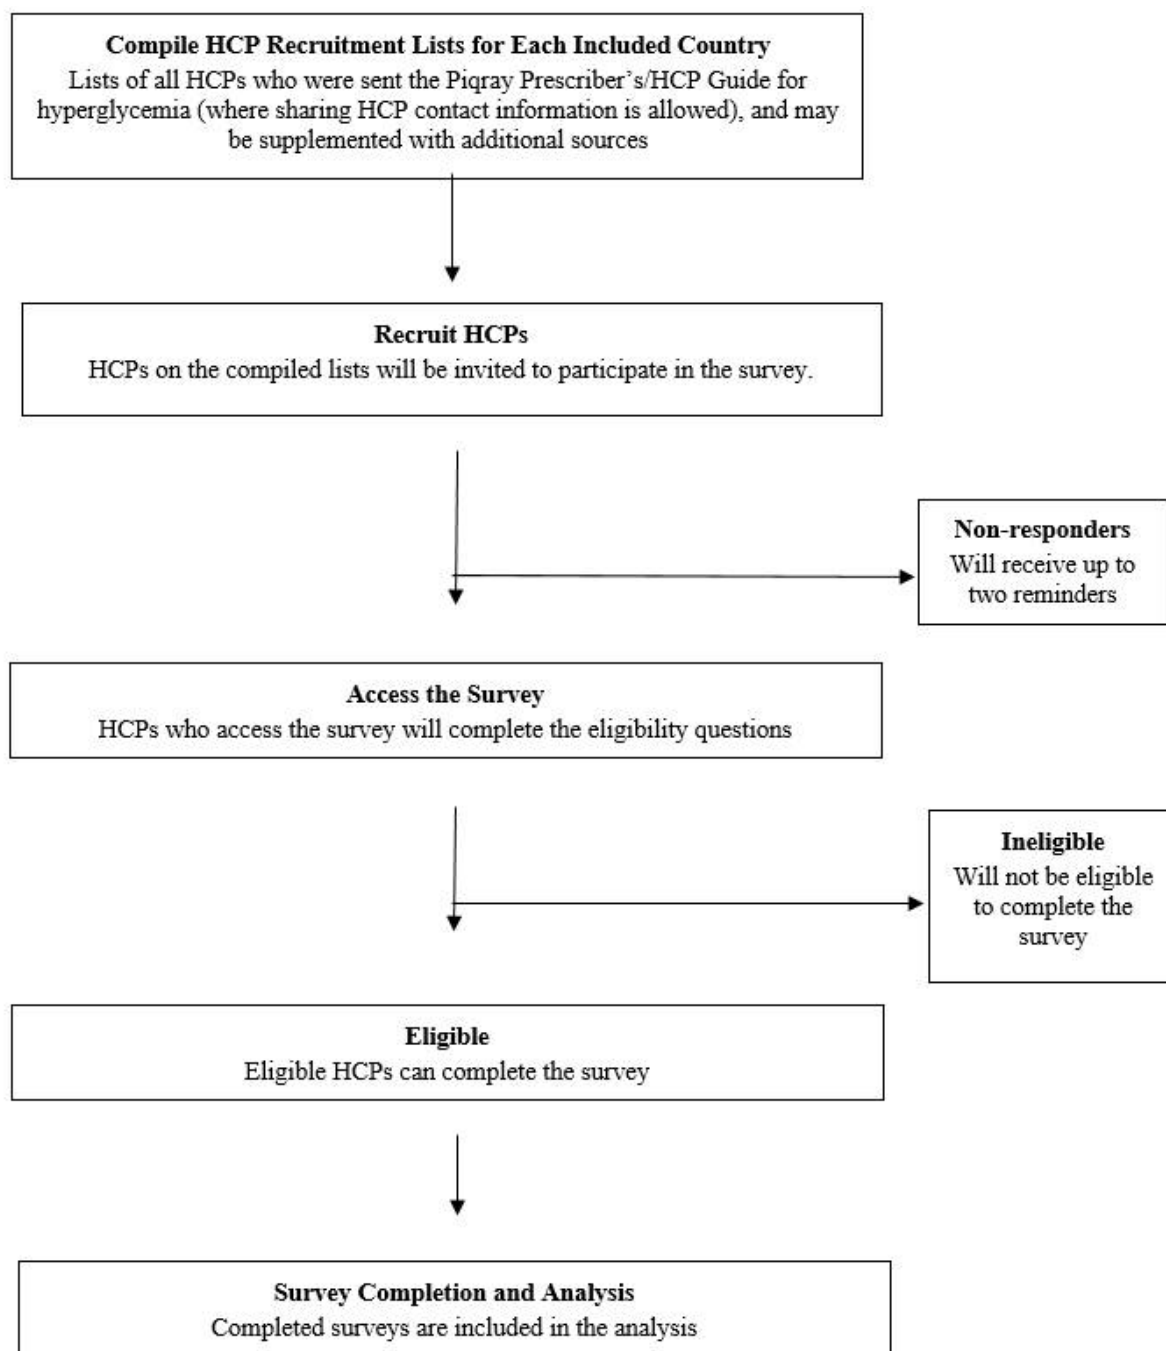 Compile HCP Recruitment Lists for Each Included Country
Lists of all HCPs who were sent the Piqray Prescriber’s/HCP Guide for
hyperglycemia (where sharing HCP contact information is allowed), and may
be supplemented with additional sources
Recruit HCPs
HCPs on the compiled lists will be invited to participate in the survey.
Non-responders
Will receive up to
two reminders
Access the Survey
HCPs who access the survey will complete the eligibility questions
Ineligible
Will not be eligible
to complete the
survey
Eligible
Eligible HCPs can complete the survey
Survey Completion and Analysis
Completed surveys are included in the analysis